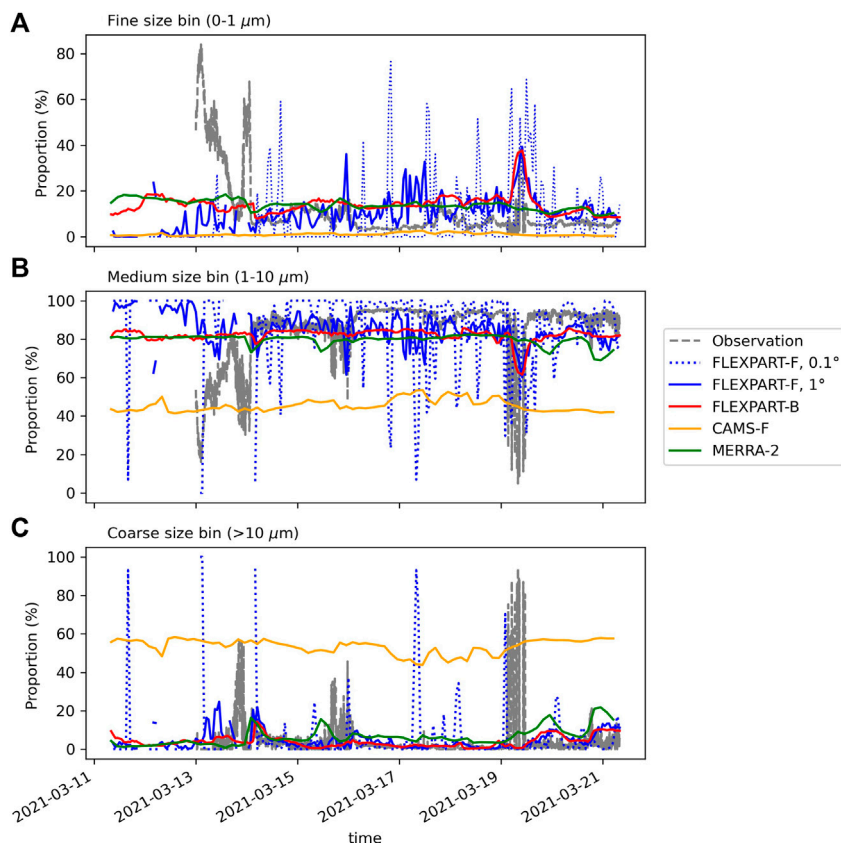 A
Fine size bin (0-1 μm)
Proportion (%)
80
60
40
20
0
B
Medium size bin (1-10 μm)
Proportion (%)
100
80
60
40
20
0
Observation
FLEXPART-F, 0.1°
FLEXPART-F, 1°
FLEXPART-B
CAMS-F
MERRA-2
C
Coarse size bin (>10 μm)
Proportion (%)
100
80
60
40
20
0
2021-03-11
2021-03-13
2021-03-15
2021-03-17
2021-03-19
2021-03-21
time